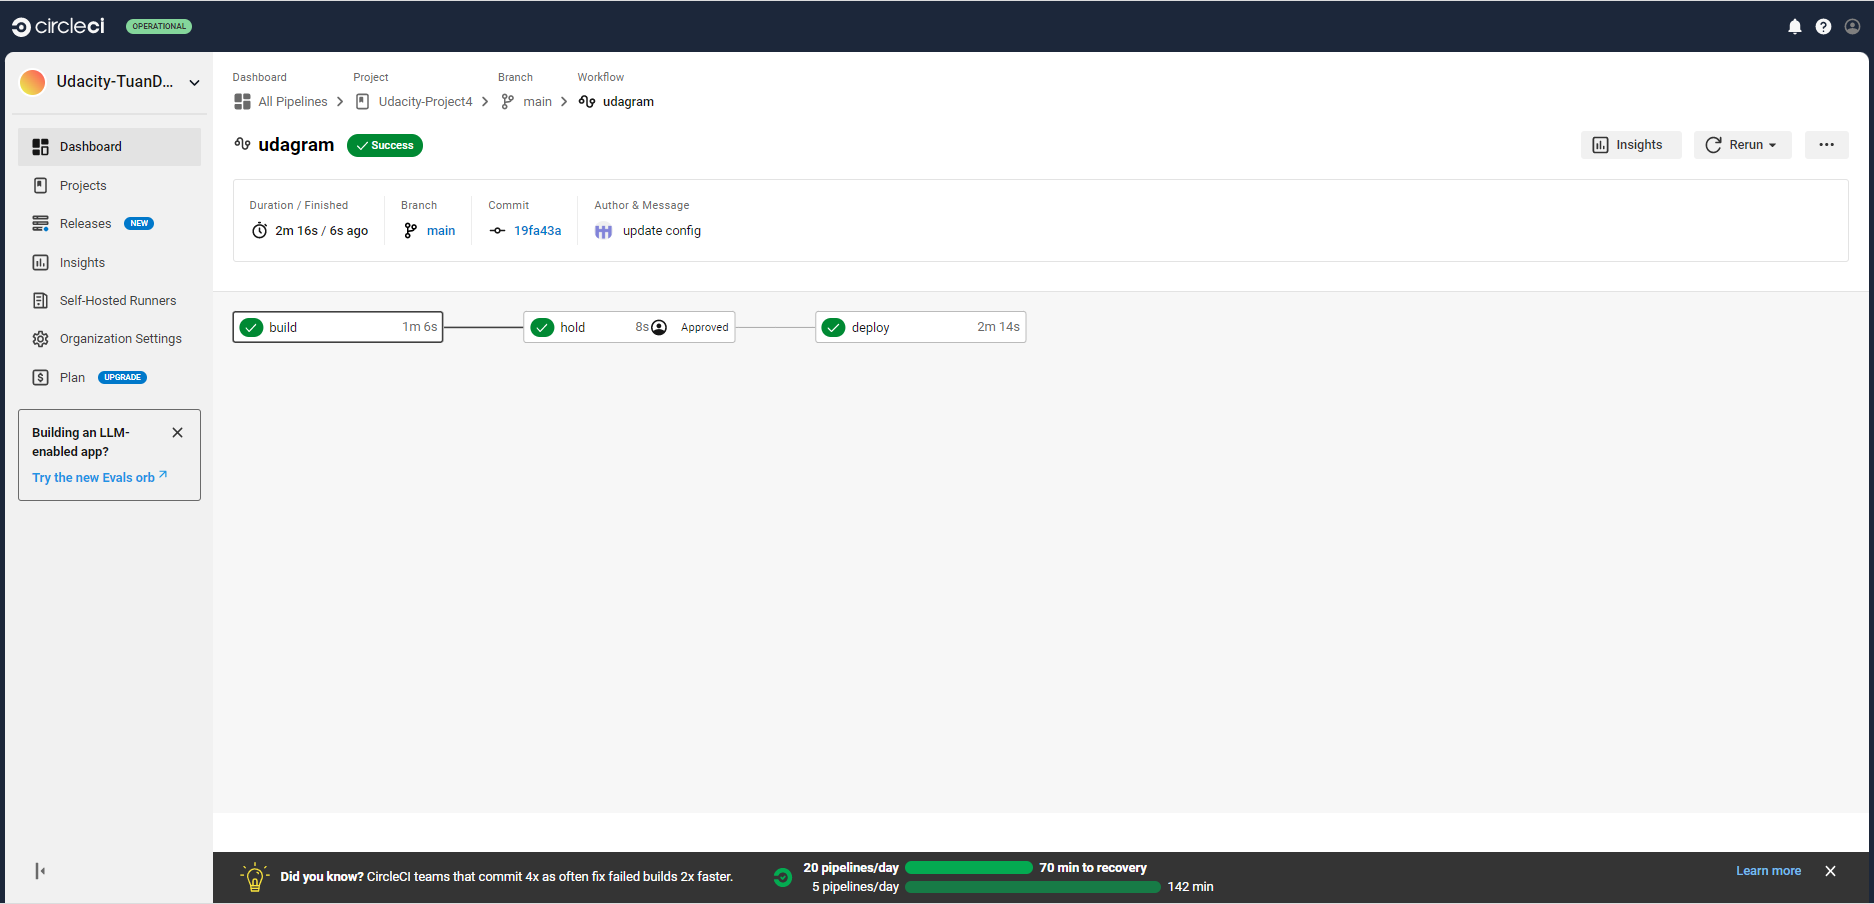 circleci OPERATIONAL
Udacity-TuanD...
Dashboard
Projects
Releases NEW
Insights
Self-Hosted Runners
Organization Settings
Plan UPGRADE
Building an LLM-
enabled app?
Try the new Evals orb
Dashboard Project Branch Workflow
All Pipelines Udacity-Project4 main udagram
udagram Success
Insights Rerun
Duration / Finished Branch Commit Author & Message
2m 16s / 6s ago main 19fa43a update config
build 1m 6s hold 8s Approved deploy 2m 14s
Did you know? CircleCI teams that commit 4x as often fix failed builds 2x faster.
20 pipelines/day 70 min to recovery
5 pipelines/day 142 min
Learn more